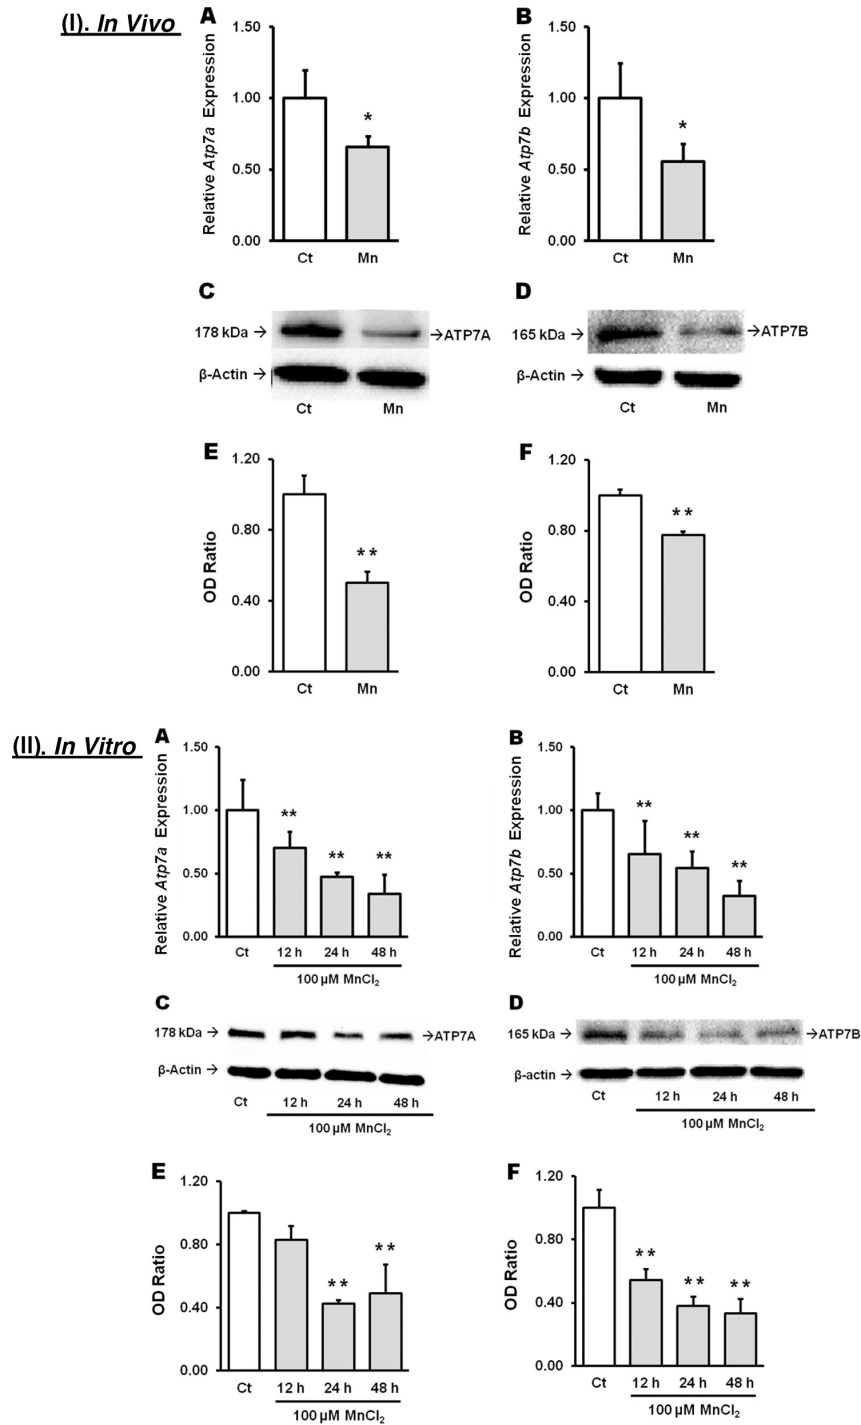 (I). In Vivo
A
B
Relative Atp7a Expression
1.50
1.00
0.50
0.00
*
Ct Mn
Relative Atp7b Expression
1.50
1.00
0.50
0.00
*
Ct Mn
C
178 kDa → →ATP7A
β-Actin →
Ct Mn
D
165 kDa → →ATP7B
β-Actin →
Ct Mn
E
OD Ratio
1.20
0.80
0.40
0.00
**
Ct Mn
F
OD Ratio
1.20
0.80
0.40
0.00
**
Ct Mn
(II). In Vitro
A
Relative Atp7a Expression
1.50
1.00
0.50
0.00
** ** **
Ct 12 h 24 h 48 h
100 µM MnCl₂
B
Relative Atp7b Expression
1.50
1.00
0.50
0.00
** ** **
Ct 12 h 24 h 48 h
100 µM MnCl₂
C
178 kDa → →ATP7A
β-Actin →
Ct 12 h 24 h 48 h
100 µM MnCl₂
D
165 kDa → →ATP7B
β-actin →
Ct 12 h 24 h 48 h
100 µM MnCl₂
E
OD Ratio
1.20
0.80
0.40
0.00
** **
Ct 12 h 24 h 48 h
100 µM MnCl₂
F
OD Ratio
1.20
0.80
0.40
0.00
** ** **
Ct 12 h 24 h 48 h
100 µM MnCl₂